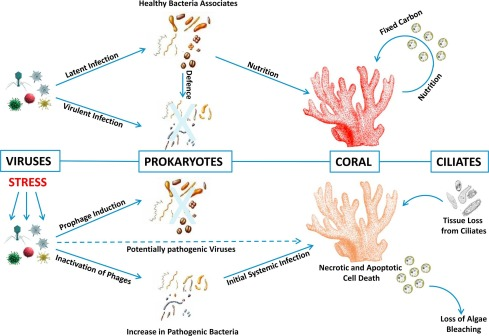 Healthy Bacteria Associates
Fixed Carbon
Latent Infection
Nutrition
Defence
Nutrition
Virulent Infection
VIRUSES
PROKARYOTES
CORAL
CILIATES
STRESS
Prophage Induction
Tissue Loss
from Ciliates
Potentially pathogenic Viruses
Inactivation of Phages
Initial Systemic Infection
Necrotic and Apoptotic
Cell Death
Increase in Pathogenic Bacteria
Loss of Algae
Bleaching